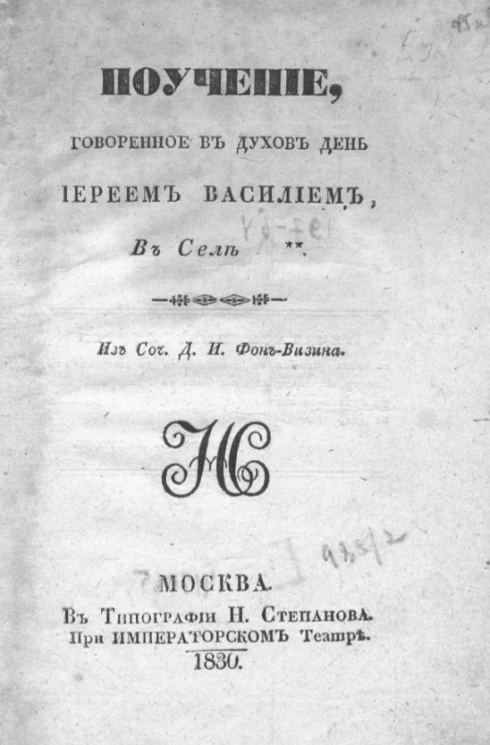 ПОУЧЕНІЕ,
ГОВОРЕННОЕ ВЪ ДУХОВЪ ДЕНЬ
ІЕРЕЕМЪ ВАСИЛІЕМЪ,
Въ Селѣ **.
Изъ Соч. Д. И. Фонъ-Визина.
МОСКВА.
Въ Типографіи Н. Степанова.
При ИМПЕРАТОРСКОМЪ Театрѣ.
1830.